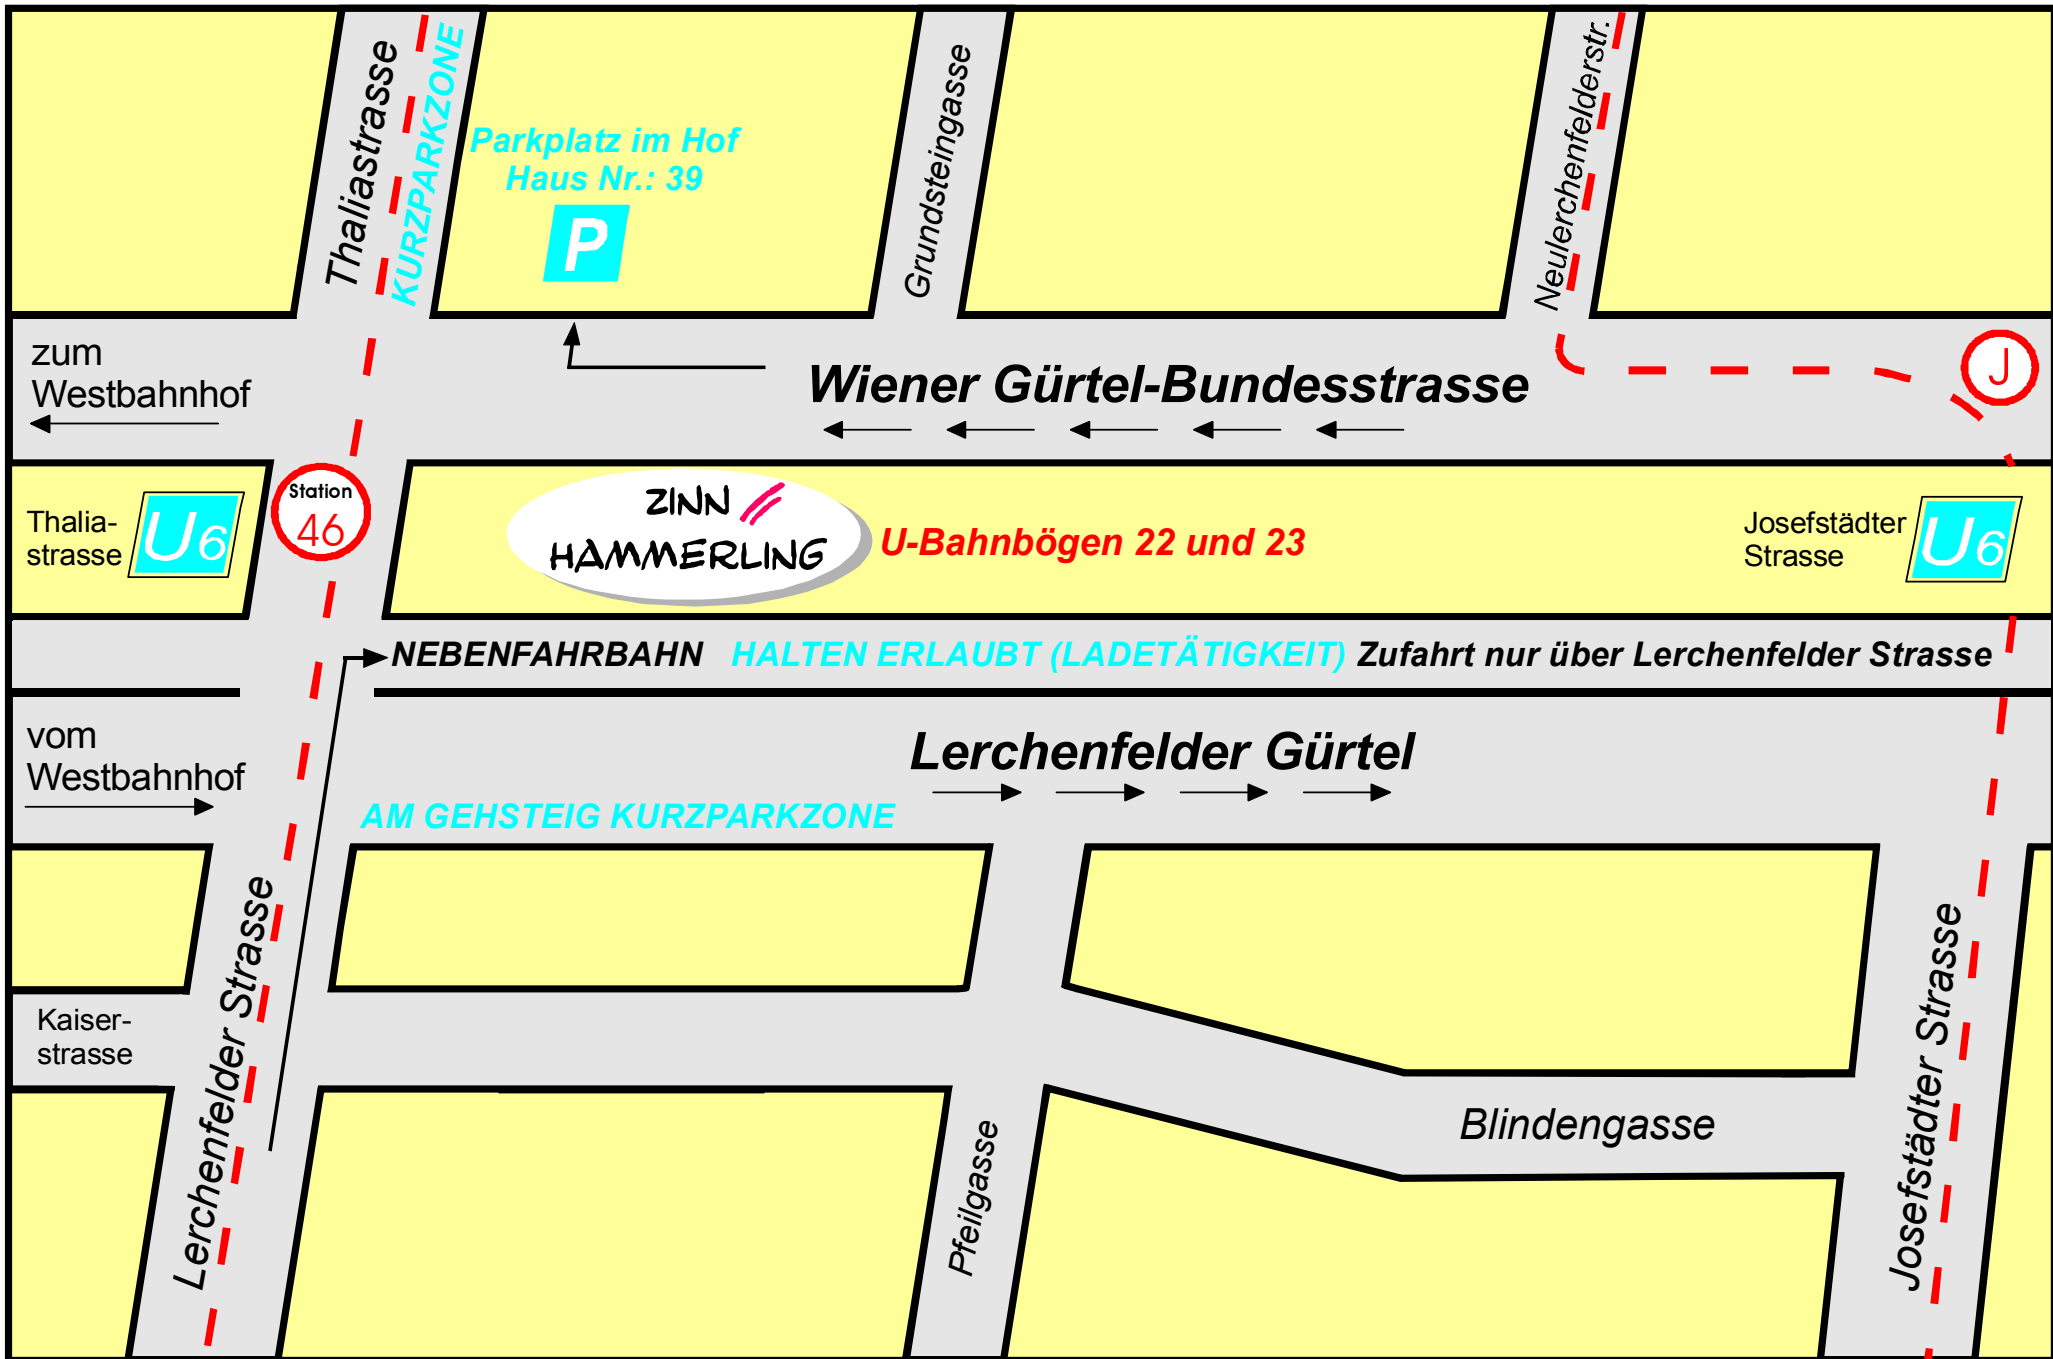 Thaliastrasse
KURZPARKZONE
Parkplatz im Hof
Haus Nr.: 39
P
Grundsteingasse
Neulerchenfelderstr.
zum
Westbahnhof
Wiener Gürtel-Bundesstrasse
J
Thalia-
strasse
U6
Station
46
ZINN
HAMMERLING
U-Bahnbögen 22 und 23
Josefstädter
Strasse
U6
NEBENFAHRBAHN HALTEN ERLAUBT (LADETÄTIGKEIT) Zufahrt nur über Lerchenfelder Strasse
vom
Westbahnhof
Lerchenfelder Gürtel
AM GEHSTEIG KURZPARKZONE
Lerchenfelder Strasse
Kaiser-
strasse
Pfeilgasse
Blindengasse
Josefstädter Strasse